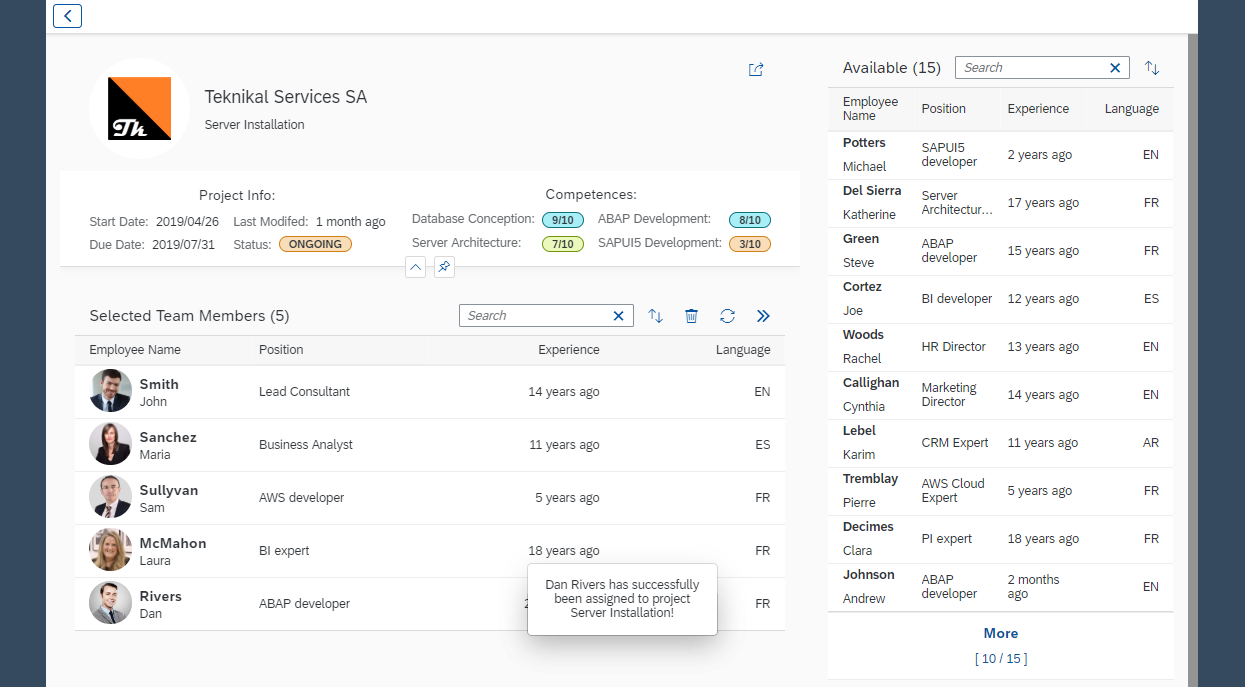 Th
Teknikal Services SA
Server Installation
Project Info:
Start Date: 2019/04/26 Last Modifed: 1 month ago
Due Date: 2019/07/31 Status: ONGOING
Competences:
Database Conception: 9/10 ABAP Development: 8/10
Server Architecture: 7/10 SAPUI5 Development: 3/10
Selected Team Members (5) Search
Employee Name Position Experience Language
Smith
John
Lead Consultant 14 years ago EN
Sanchez
Maria
Business Analyst 11 years ago ES
Sullyvan
Sam
AWS developer 5 years ago FR
McMahon
Laura
BI expert 18 years ago FR
Rivers
Dan
ABAP developer FR
Dan Rivers has successfully
been assigned to project
Server Installation!
Available (15) Search
Employee
Name
Position Experience Language
Potters
Michael
SAPUI5
developer
2 years ago EN
Del Sierra
Katherine
Server
Architectur...
17 years ago FR
Green
Steve
ABAP
developer
15 years ago FR
Cortez
Joe
BI developer 12 years ago ES
Woods
Rachel
HR Director 13 years ago EN
Callighan
Cynthia
Marketing
Director
14 years ago EN
Lebel
Karim
CRM Expert 11 years ago AR
Tremblay
Pierre
AWS Cloud
Expert
5 years ago FR
Decimes
Clara
PI expert 18 years ago FR
Johnson
Andrew
ABAP
developer
2 months
ago
EN
More
[ 10 / 15 ]